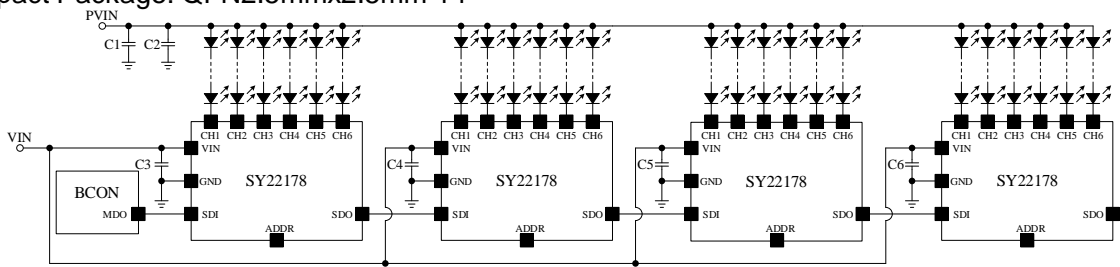 PVIN
C1 C2
CH1 CH2 CH3 CH4 CH5 CH6 CH1 CH2 CH3 CH4 CH5 CH6 CH1 CH2 CH3 CH4 CH5 CH6 CH1 CH2 CH3 CH4 CH5 CH6
VIN VIN VIN VIN VIN
C3 C4 C5 C6
GND SY22178 GND SY22178 GND SY22178 GND SY22178
BCON
MDO SDI SDO SDI SDO SDI SDO SDI SDO
ADDR ADDR ADDR ADDR